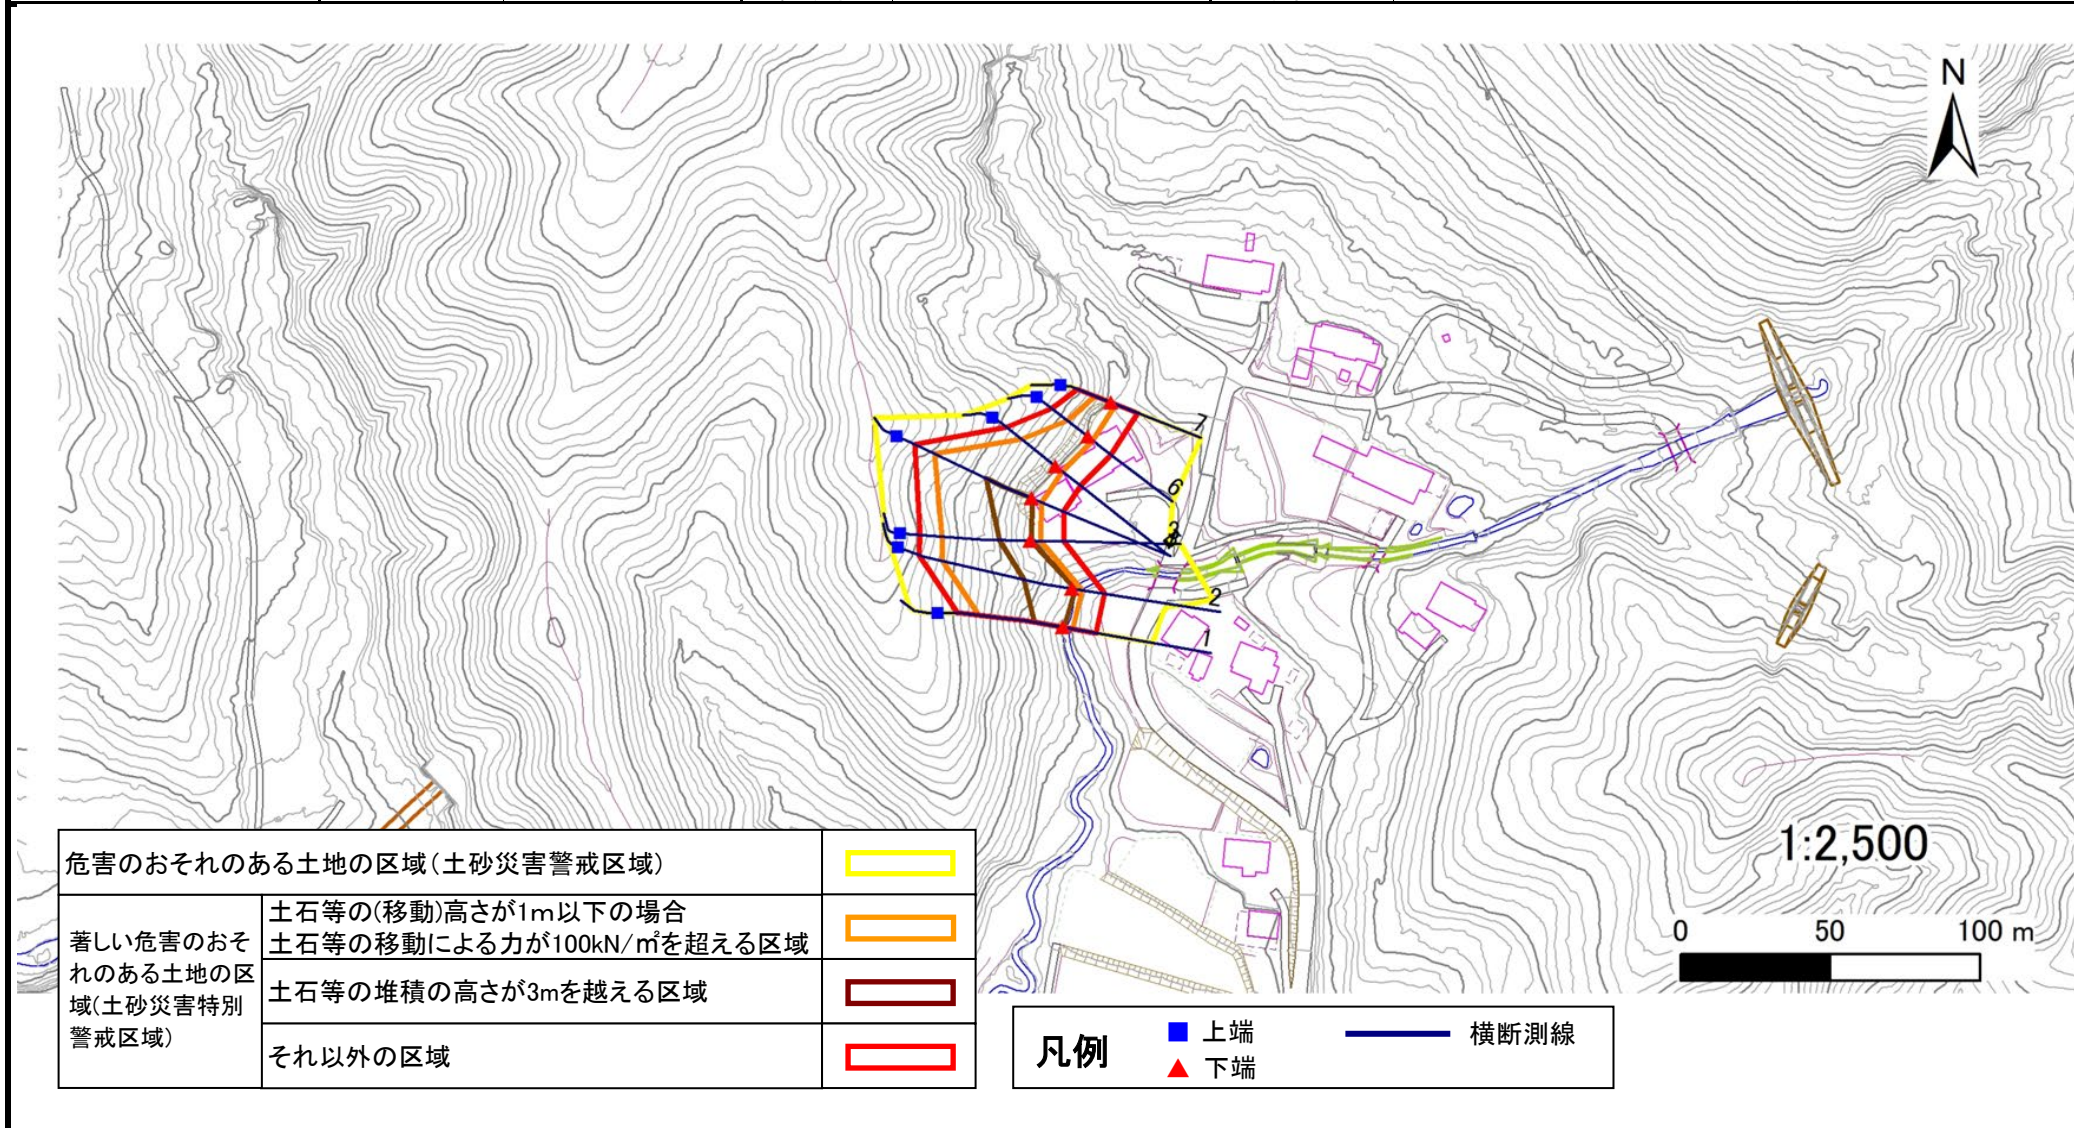 N
7
6
3
2
1
1:2,500
0 50 100 m
危害のおそれのある土地の区域(土砂災害警戒区域)
著しい危害のおそ
れのある土地の区
域(土砂災害特別
警戒区域)
土石等の(移動)高さが1m以下の場合
土石等の移動による力が100kN/㎡を超える区域
土石等の堆積の高さが3mを越える区域
それ以外の区域
凡例
上端
下端
横断測線